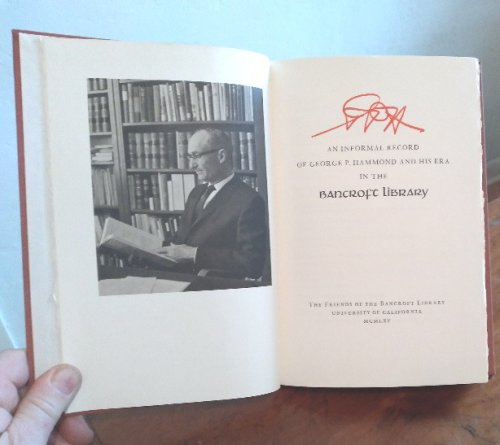 GPH
AN INFORMAL RECORD
OF GEORGE P. HAMMOND AND HIS ERA
IN THE
BANCROFT LIBRARY
THE FRIENDS OF THE BANCROFT LIBRARY
UNIVERSITY OF CALIFORNIA
MCMLXV